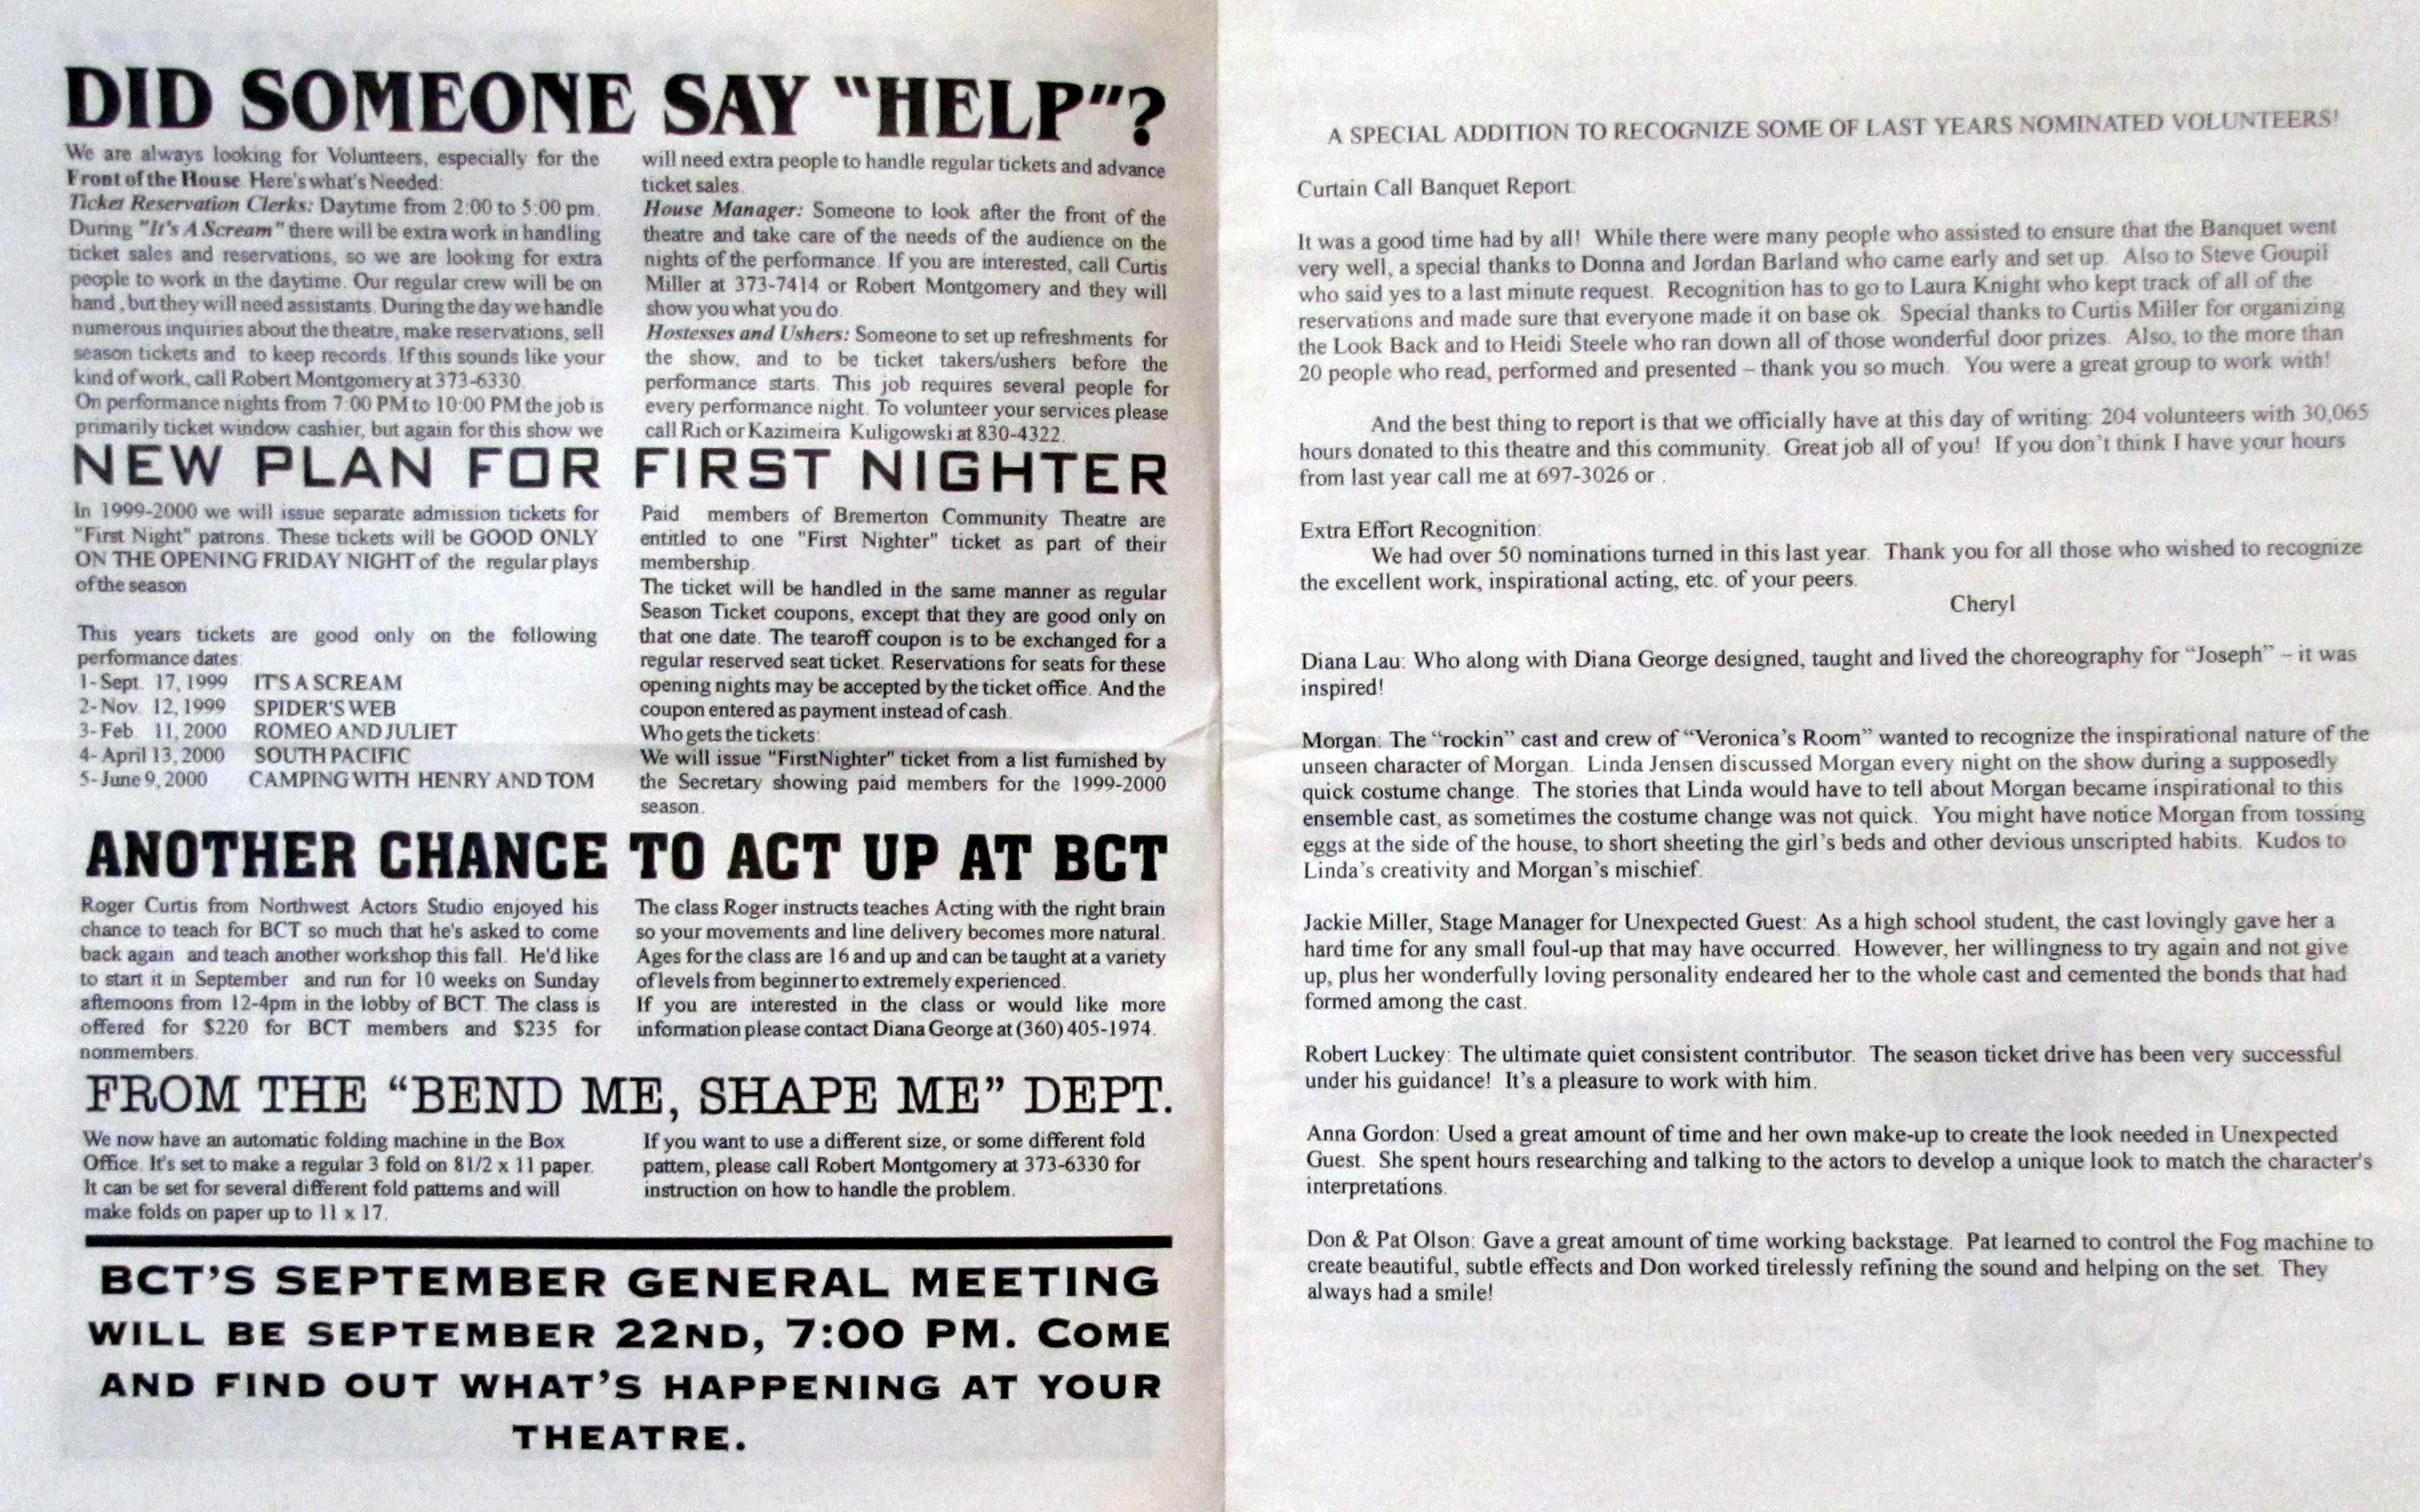 DID SOMEONE SAY "HELP"?
We are always looking for Volunteers, especially for the
Front of the House. Here's what's Needed:
Ticket Reservation Clerks: Daytime from 2:00 to 5:00 pm.
During "It's A Scream" there will be extra work in handling
ticket sales and reservations, so we are looking for extra
people to work in the daytime. Our regular crew will be on
hand, but they will need assistants. During the day we handle
numerous inquiries about the theatre, make reservations, sell
season tickets and to keep records. If this sounds like your
kind of work, call Robert Montgomery at 373-6330.
On performance nights from 7:00 PM to 10:00 PM the job is
primarily ticket window cashier, but again for this show we
will need extra people to handle regular tickets and advance
ticket sales.
House Manager: Someone to look after the front of the
theatre and take care of the needs of the audience on the
nights of the performance. If you are interested, call Curtis
Miller at 373-7414 or Robert Montgomery and they will
show you what you do.
Hostesses and Ushers: Someone to set up refreshments for
the show, and to be ticket takers/ushers before the
performance starts. This job requires several people for
every performance night. To volunteer your services please
call Rich or Kazimeira Kuligowski at 830-4322.
NEW PLAN FOR FIRST NIGHTER
In 1999-2000 we will issue separate admission tickets for
"First Night" patrons. These tickets will be GOOD ONLY
ON THE OPENING FRIDAY NIGHT of the regular plays
of the season
This years tickets are good only on the following
performance dates
1- Sept. 17, 1999 IT'S A SCREAM
2- Nov. 12, 1999 SPIDER'S WEB
3- Feb. 11, 2000 ROMEO AND JULIET
4- April 13, 2000 SOUTH PACIFIC
5- June 9, 2000 CAMPING WITH HENRY AND TOM
Paid members of Bremerton Community Theatre are
entitled to one "First Nighter" ticket as part of their
membership.
The ticket will be handled in the same manner as regular
Season Ticket coupons, except that they are good only on
that one date. The tearoff coupon is to be exchanged for a
regular reserved seat ticket. Reservations for seats for these
opening nights may be accepted by the ticket office. And the
coupon entered as payment instead of cash.
Who gets the tickets:
We will issue "FirstNighter" ticket from a list furnished by
the Secretary showing paid members for the 1999-2000
season.
ANOTHER CHANCE TO ACT UP AT BCT
Roger Curtis from Northwest Actors Studio enjoyed his
chance to teach for BCT so much that he's asked to come
back again and teach another workshop this fall. He'd like
to start it in September and run for 10 weeks on Sunday
afternoons from 12-4pm in the lobby of BCT. The class is
offered for $220 for BCT members and $235 for
nonmembers.
The class Roger instructs teaches Acting with the right brain
so your movements and line delivery becomes more natural.
Ages for the class are 16 and up and can be taught at a variety
of levels from beginner to extremely experienced.
If you are interested in the class or would like more
information please contact Diana George at (360) 405-1974.
FROM THE “BEND ME, SHAPE ME” DEPT.
We now have an automatic folding machine in the Box
Office. It's set to make a regular 3 fold on 81/2 x 11 paper.
It can be set for several different fold patterns and will
make folds on paper up to 11 x 17.
If you want to use a different size, or some different fold
pattern, please call Robert Montgomery at 373-6330 for
instruction on how to handle the problem.
BCT'S SEPTEMBER GENERAL MEETING
WILL BE SEPTEMBER 22ND, 7:00 PM. COME
AND FIND OUT WHAT'S HAPPENING AT YOUR
THEATRE.
A SPECIAL ADDITION TO RECOGNIZE SOME OF LAST YEARS NOMINATED VOLUNTEERS!
Curtain Call Banquet Report:
It was a good time had by all! While there were many people who assisted to ensure that the Banquet went
very well, a special thanks to Donna and Jordan Barland who came early and set up. Also to Steve Goupil
who said yes to a last minute request. Recognition has to go to Laura Knight who kept track of all of the
reservations and made sure that everyone made it on base ok. Special thanks to Curtis Miller for organizing
the Look Back and to Heidi Steele who ran down all of those wonderful door prizes. Also, to the more than
20 people who read, performed and presented – thank you so much. You were a great group to work with!
And the best thing to report is that we officially have at this day of writing: 204 volunteers with 30,065
hours donated to this theatre and this community. Great job all of you! If you don't think I have your hours
from last year call me at 697-3026 or .
Extra Effort Recognition:
We had over 50 nominations turned in this last year. Thank you for all those who wished to recognize
the excellent work, inspirational acting, etc. of your peers.
Cheryl
Diana Lau: Who along with Diana George designed, taught and lived the choreography for “Joseph” – it was
inspired!
Morgan: The “rockin” cast and crew of “Veronica's Room” wanted to recognize the inspirational nature of the
unseen character of Morgan. Linda Jensen discussed Morgan every night on the show during a supposedly
quick costume change. The stories that Linda would have to tell about Morgan became inspirational to this
ensemble cast, as sometimes the costume change was not quick. You might have notice Morgan from tossing
eggs at the side of the house, to short sheeting the girl's beds and other devious unscripted habits. Kudos to
Linda's creativity and Morgan's mischief.
Jackie Miller, Stage Manager for Unexpected Guest: As a high school student, the cast lovingly gave her a
hard time for any small foul-up that may have occurred. However, her willingness to try again and not give
up, plus her wonderfully loving personality endeared her to the whole cast and cemented the bonds that had
formed among the cast.
Robert Luckey: The ultimate quiet consistent contributor. The season ticket drive has been very successful
under his guidance! It's a pleasure to work with him.
Anna Gordon: Used a great amount of time and her own make-up to create the look needed in Unexpected
Guest. She spent hours researching and talking to the actors to develop a unique look to match the character's
interpretations.
Don & Pat Olson: Gave a great amount of time working backstage. Pat learned to control the Fog machine to
create beautiful, subtle effects and Don worked tirelessly refining the sound and helping on the set. They
always had a smile!